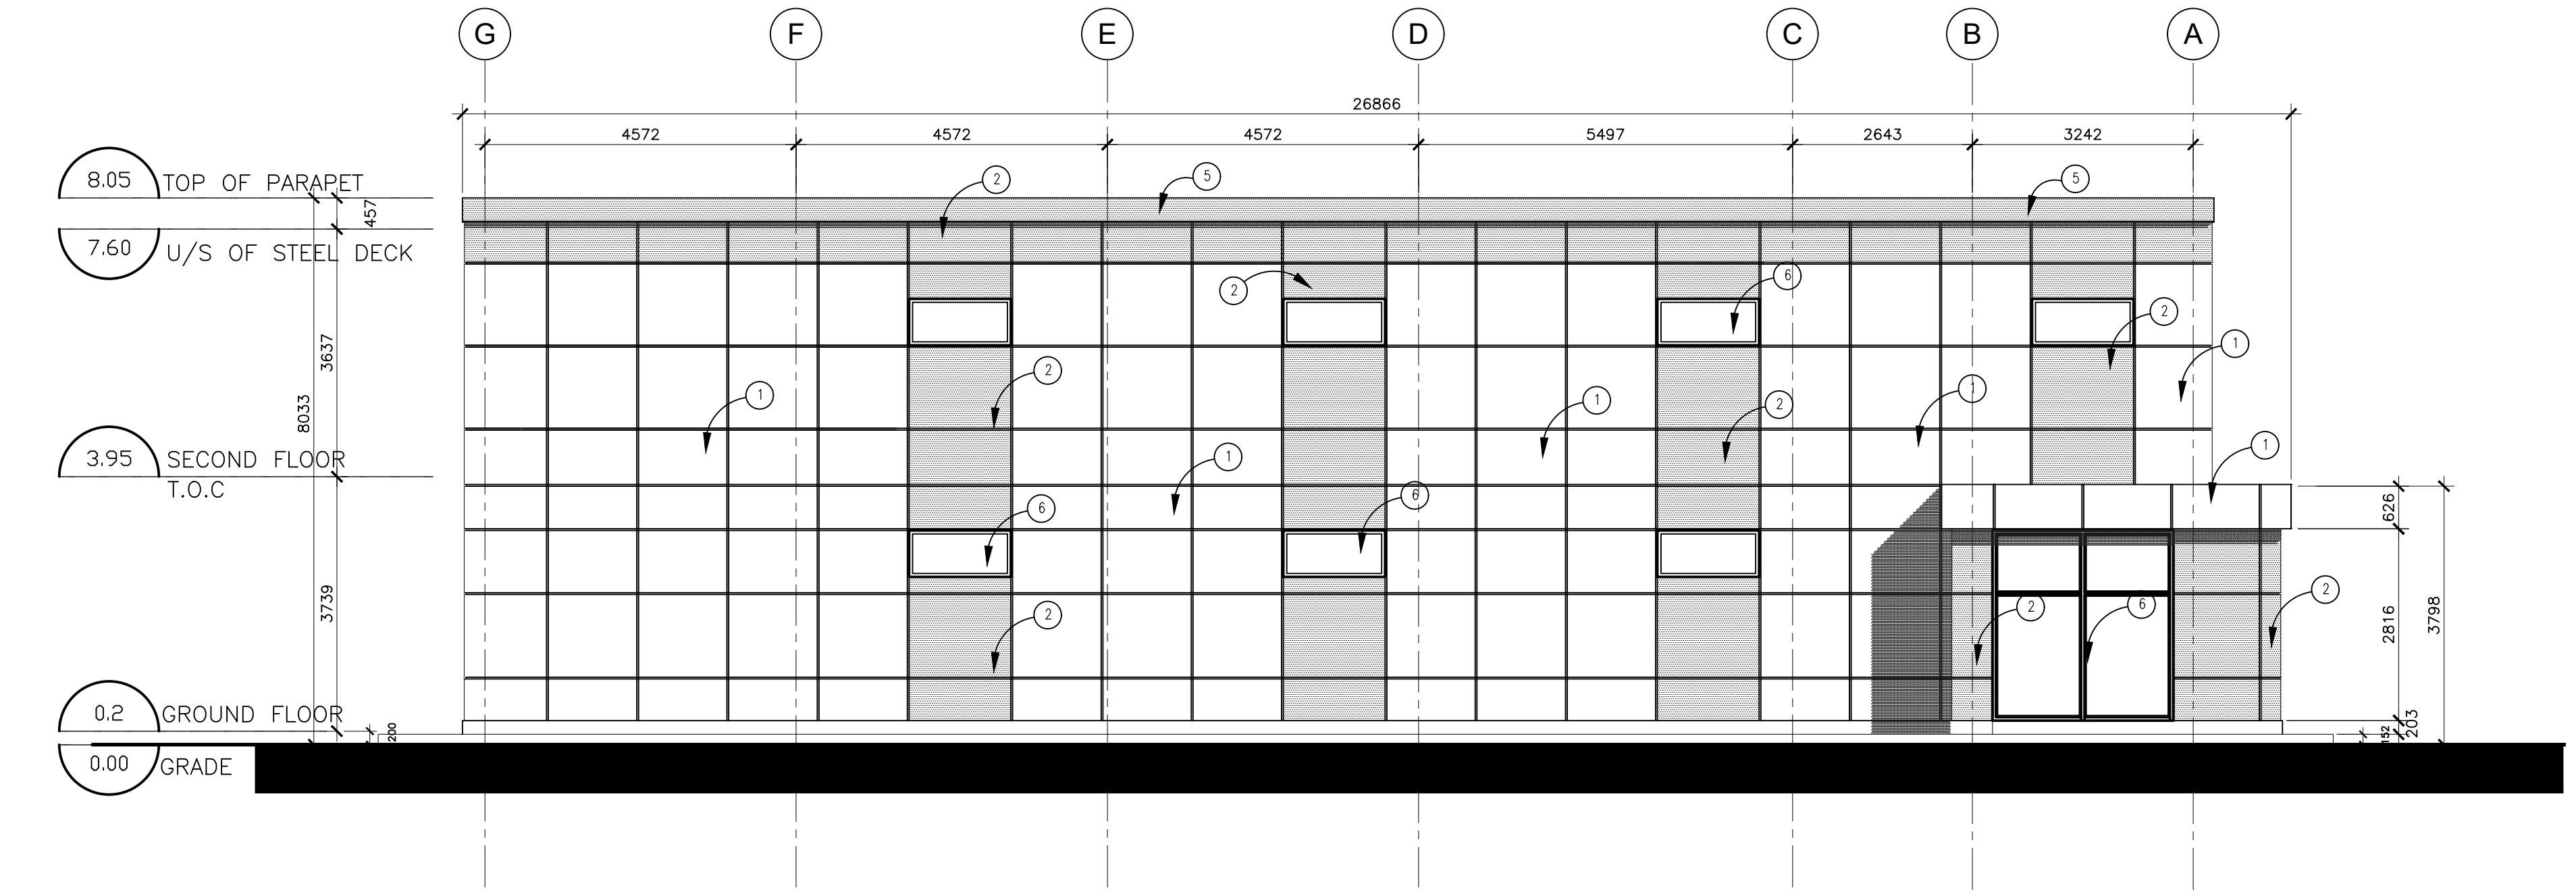 G F E D C B A
26866
4572 4572 4572 5497 2643 3242
8.05 TOP OF PARAPET
2 5 5
457
7.60 U/S OF STEEL DECK
2 6
2
3637
1
2
1
8033
1 2 1
1
3.95 SECOND FLOOR
T.O.C
6
6
626
2816
3798
3739
2
2 6 2
0.2 GROUND FLOOR
200
152
203
0.00 GRADE